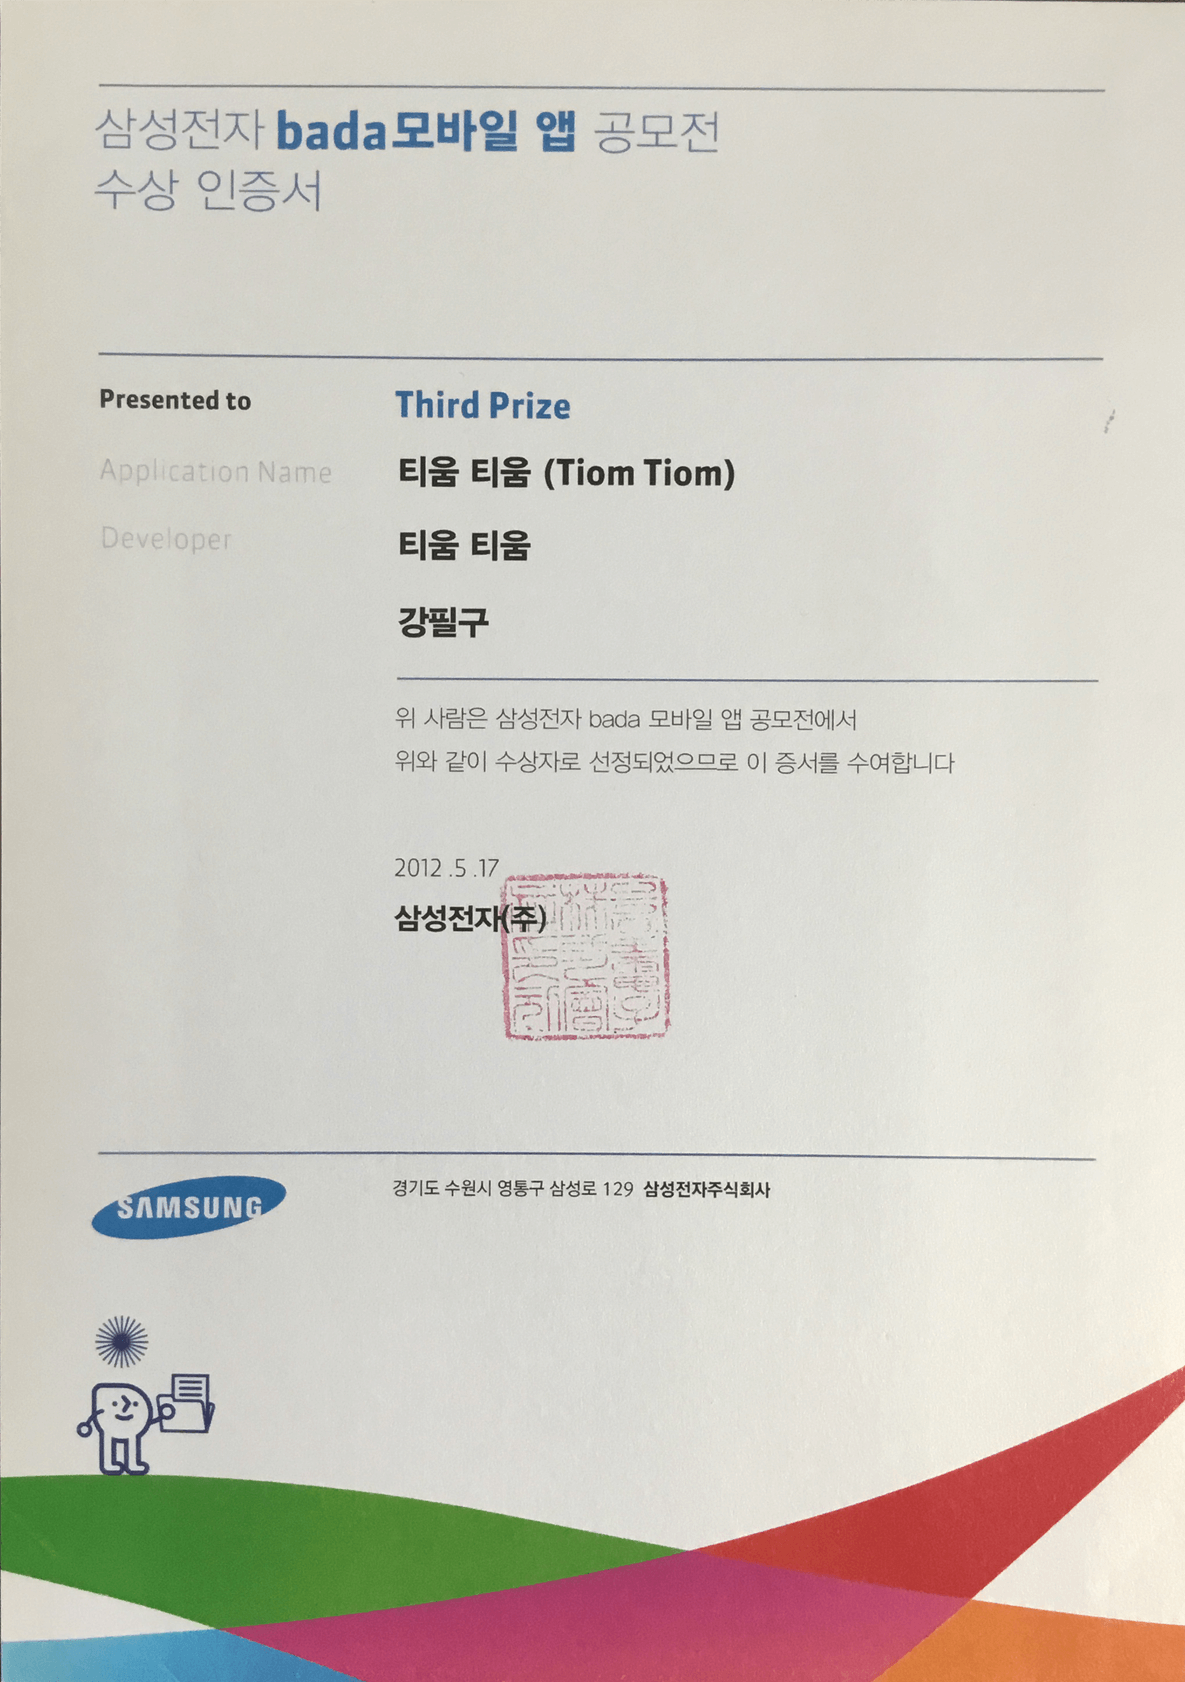 삼성전자 bada모바일 앱 공모전
수상 인증서
Presented to
Third Prize
Application Name
티움 티움 (Tiom Tiom)
Developer
티움 티움
강필구
위 사람은 삼성전자 bada 모바일 앱 공모전에서
위와 같이 수상자로 선정되었으므로 이 증서를 수여합니다
2012 .5 .17
삼성전자(주)
SAMSUNG
경기도 수원시 영통구 삼성로 129 삼성전자주식회사